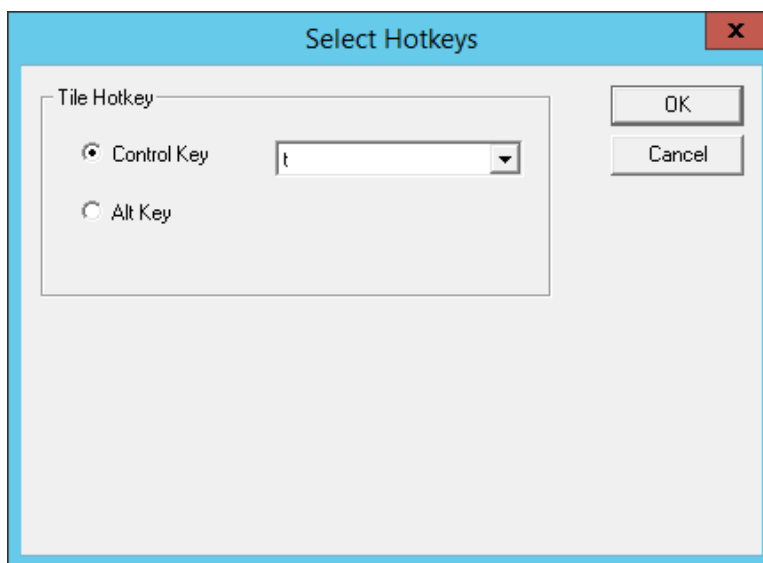 Select Hotkeys
x
Tile Hotkey
OK
Control Key
t
Cancel
Alt Key